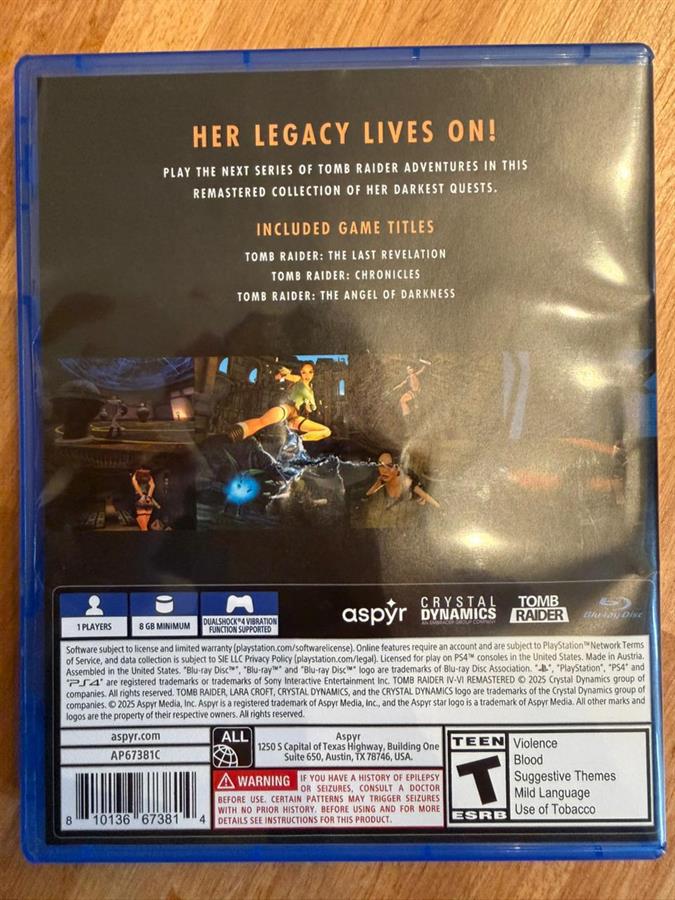 HER LEGACY LIVES ON!
PLAY THE NEXT SERIES OF TOMB RAIDER ADVENTURES IN THIS
REMASTERED COLLECTION OF HER DARKEST QUESTS.
INCLUDED GAME TITLES
TOMB RAIDER: THE LAST REVELATION
TOMB RAIDER: CHRONICLES
TOMB RAIDER: THE ANGEL OF DARKNESS
1 PLAYERS
8 GB MINIMUM
DUALSHOCK®4 VIBRATION
FUNCTION SUPPORTED
aspyr
CRYSTAL
DYNAMICS
AN EMBRACER GROUP COMPANY
TOMB
RAIDER
Blu-ray Disc
Software subject to license and limited warranty (playstation.com/softwarelicense). Online features require an account and are subject to PlayStation™Network Terms
of Service, and data collection is subject to SIE LLC Privacy Policy (playstation.com/legal). Licensed for play on PS4™ consoles in the United States. Made in Austria.
Assembled in the United States. "Blu-ray Disc™", "Blu-ray™" and "Blu-ray Disc™" logo are trademarks of Blu-ray Disc Association. "", "PlayStation", "PS4" and
"PS4" are registered trademarks or trademarks of Sony Interactive Entertainment Inc. TOMB RAIDER IV-VI REMASTERED © 2025 Crystal Dynamics group of
companies. All rights reserved. TOMB RAIDER, LARA CROFT, CRYSTAL DYNAMICS, and the CRYSTAL DYNAMICS logo are trademarks of the Crystal Dynamics group of
companies. © 2025 Aspyr Media, Inc. Aspyr is a registered trademark of Aspyr Media, Inc., and the Aspyr star logo is a trademark of Aspyr Media. All other marks and
logos are the property of their respective owners. All rights reserved.
aspyr.com
AP67381C
8 10136 67381 4
ALL
Aspyr
1250 S Capital of Texas Highway, Building One
Suite 650, Austin, TX 78746, USA.
WARNING
IF YOU HAVE A HISTORY OF EPILEPSY
OR SEIZURES, CONSULT A DOCTOR
BEFORE USE. CERTAIN PATTERNS MAY TRIGGER SEIZURES
WITH NO PRIOR HISTORY. BEFORE USING AND FOR MORE
DETAILS SEE INSTRUCTIONS FOR THIS PRODUCT.
TEEN
T
ESRB
Violence
Blood
Suggestive Themes
Mild Language
Use of Tobacco